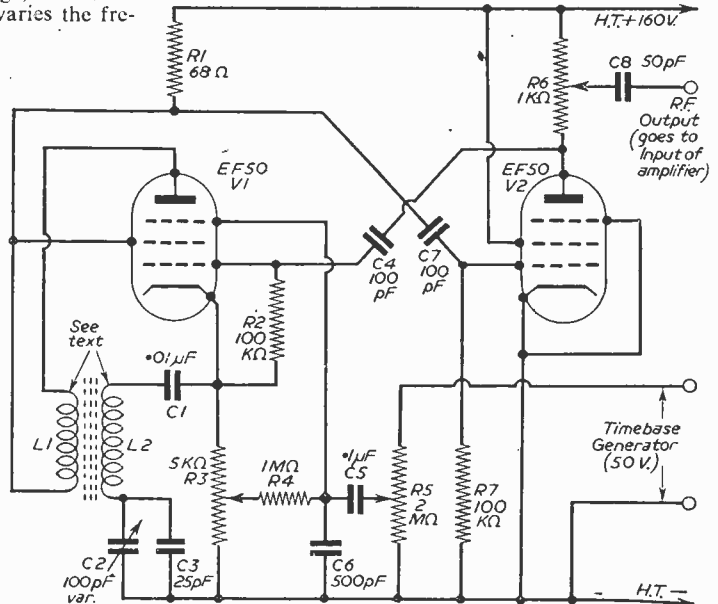 varies the fre-
H.T.+160V.
R1
68Ω
R6
1KΩ
C8 50pF
R.F.
Output
(goes to
Input of
amplifier)
EF50
V1
EF50
V2
C4
100
pF
C7
100
pF
R2
100
KΩ
See
text
·01μF
C1
L1
L2
5KΩ
R3
1MΩ
R4
·1μF
C5
R5
2
MΩ
R7
100
KΩ
Timebase
Generator
(50V.)
C2
100pF
var.
C3
25pF
C6
500pF
H.T.–